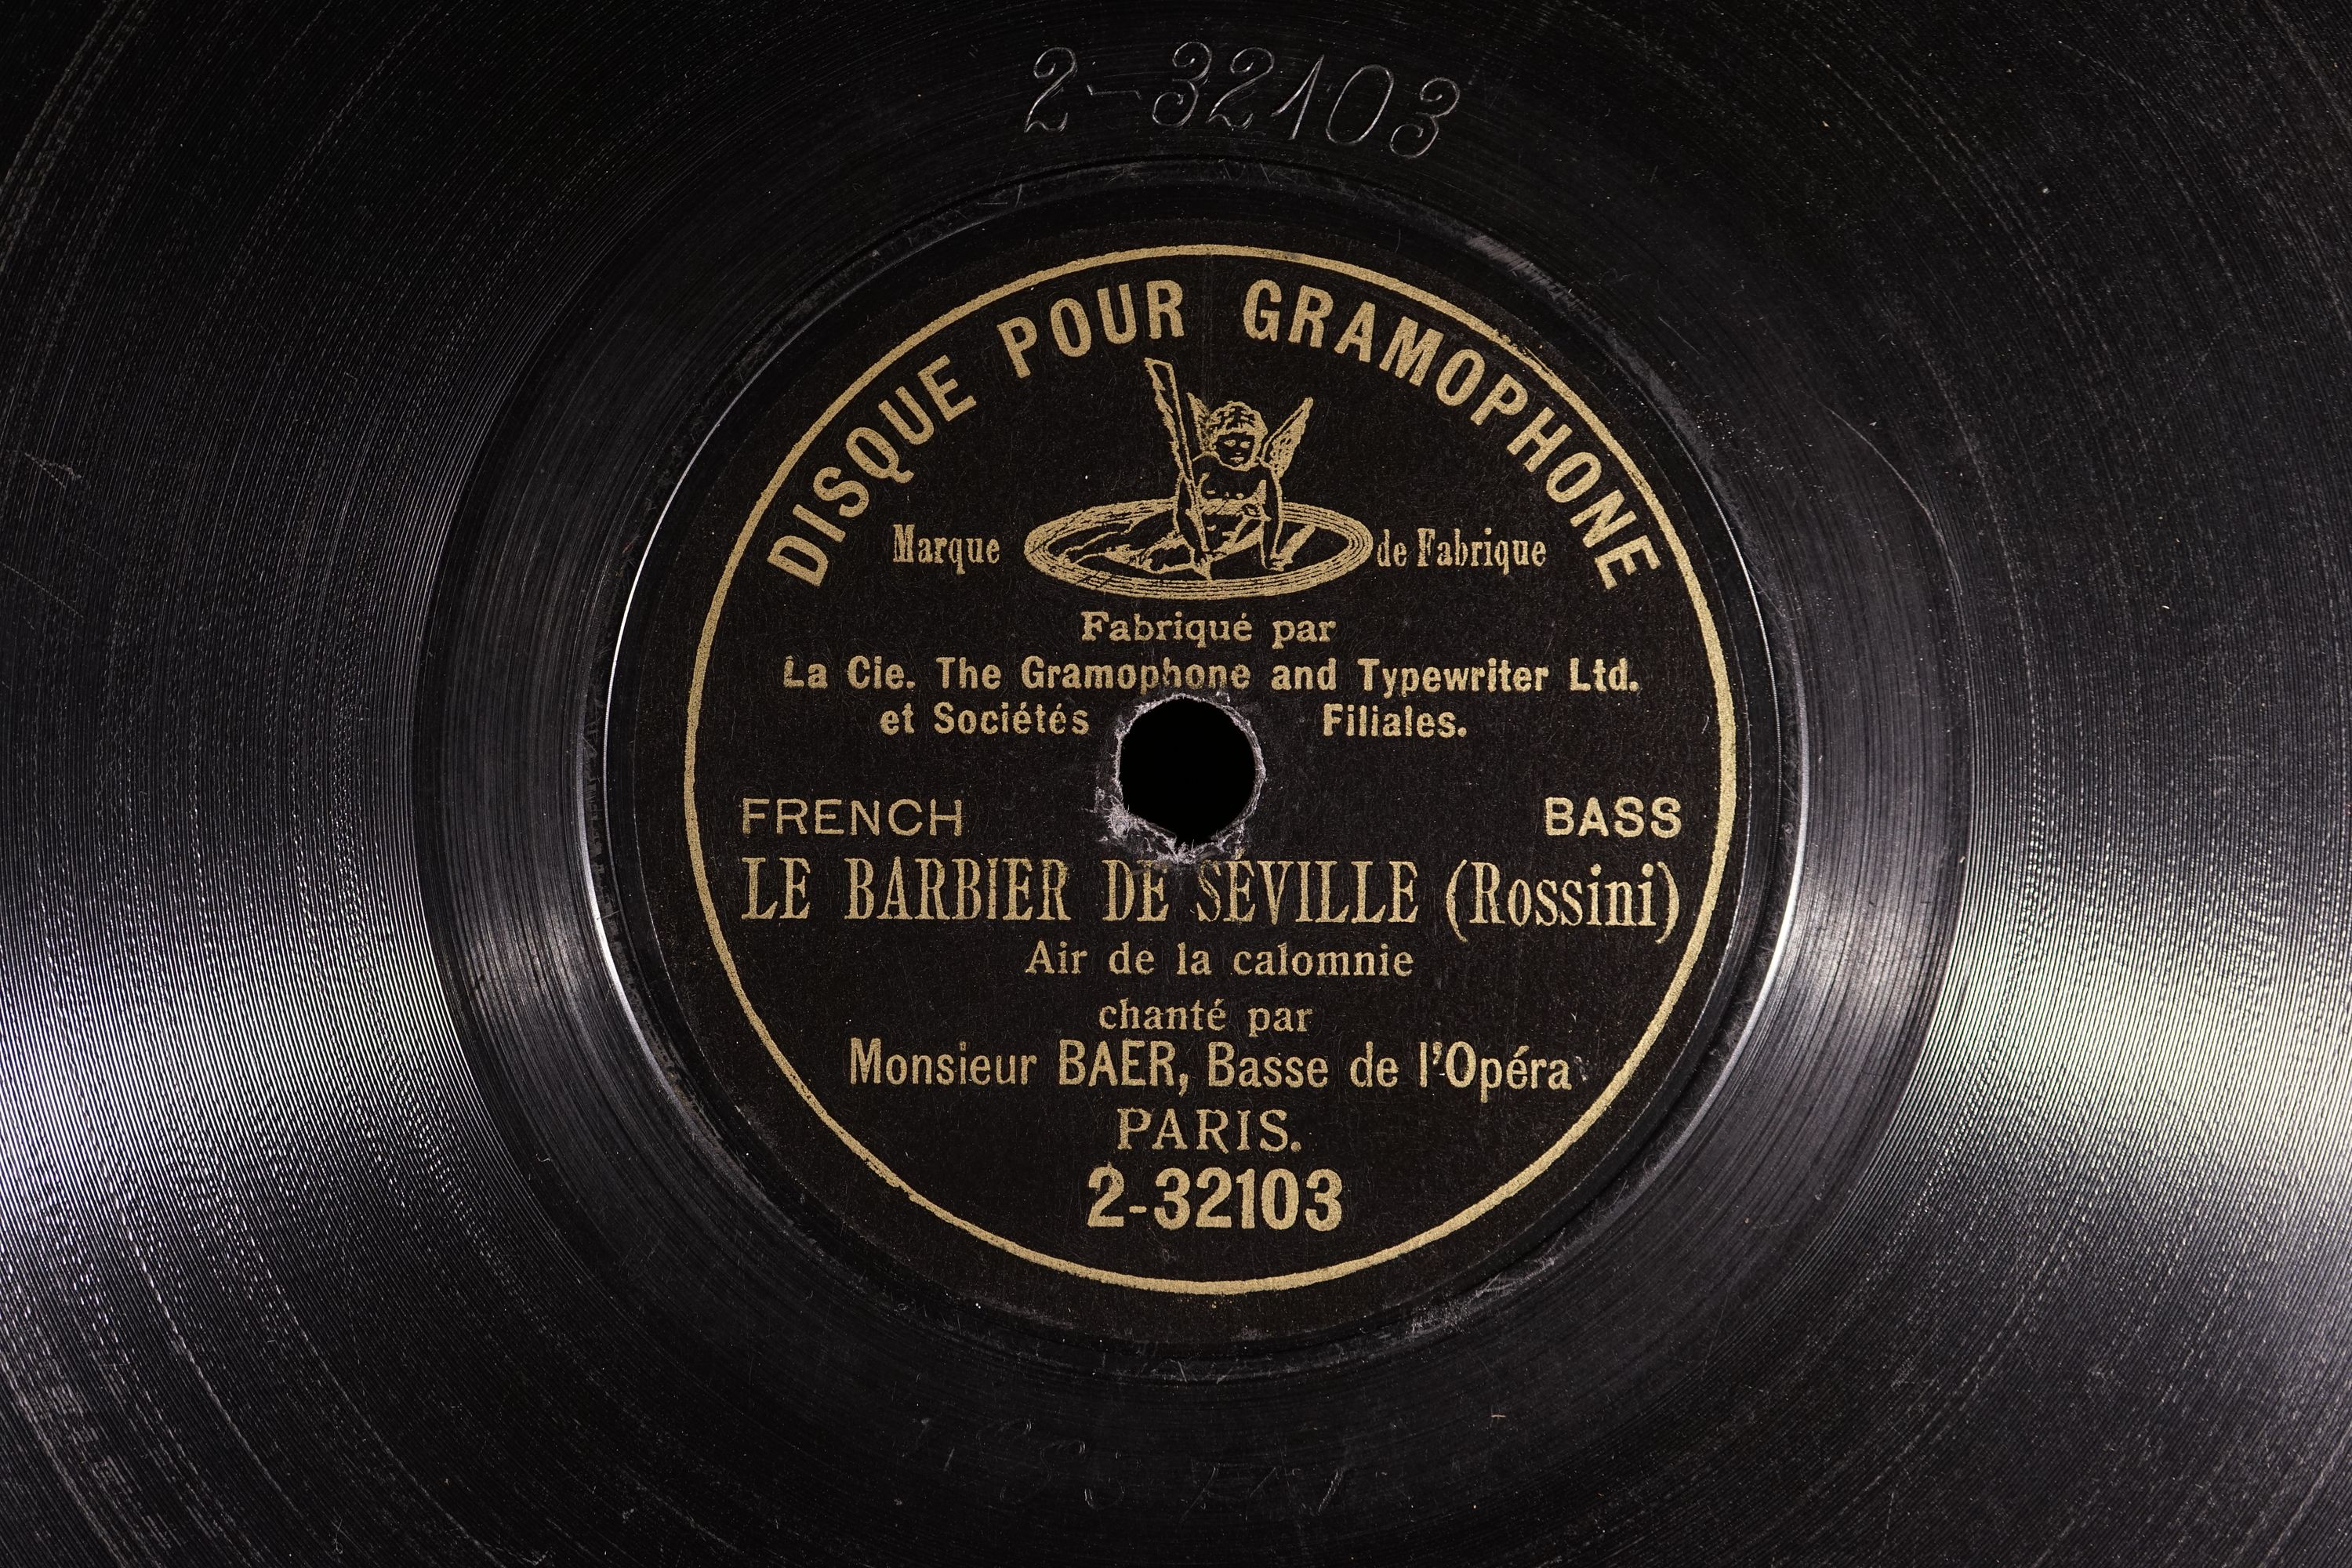 2-32103
DISQUE POUR GRAMOPHONE
Marque de Fabrique
Fabriqué par
La Cie. The Gramophone and Typewriter Ltd.
et Sociétés Filiales.
FRENCH BASS
LE BARBIER DE SÉVILLE (Rossini)
Air de la calomnie
chanté par
Monsieur BAER, Basse de l'Opéra
PARIS.
2-32103